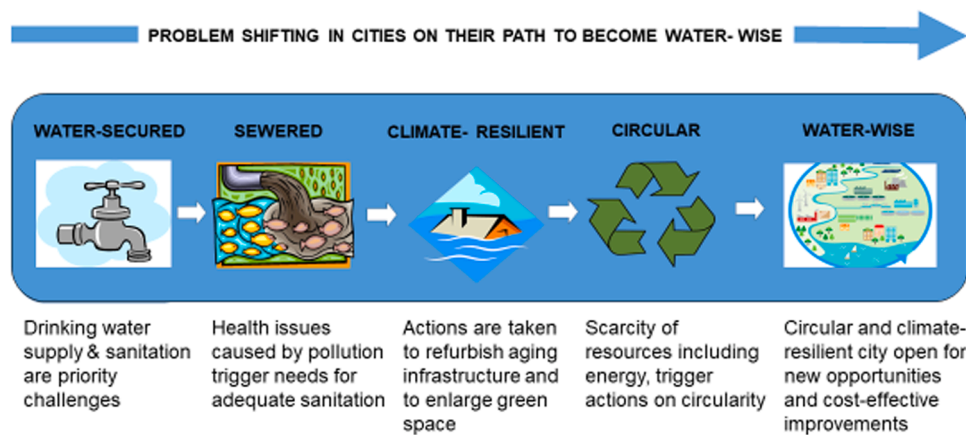 PROBLEM SHIFTING IN CITIES ON THEIR PATH TO BECOME WATER- WISE
WATER-SECURED
SEWERED
CLIMATE- RESILIENT
CIRCULAR
WATER-WISE
Drinking water
supply & sanitation
are priority
challenges
Health issues
caused by pollution
trigger needs for
adequate sanitation
Actions are taken
to refurbish aging
infrastructure and
to enlarge green
space
Scarcity of
resources including
energy, trigger
actions on circularity
Circular and climate-
resilient city open for
new opportunities
and cost-effective
improvements